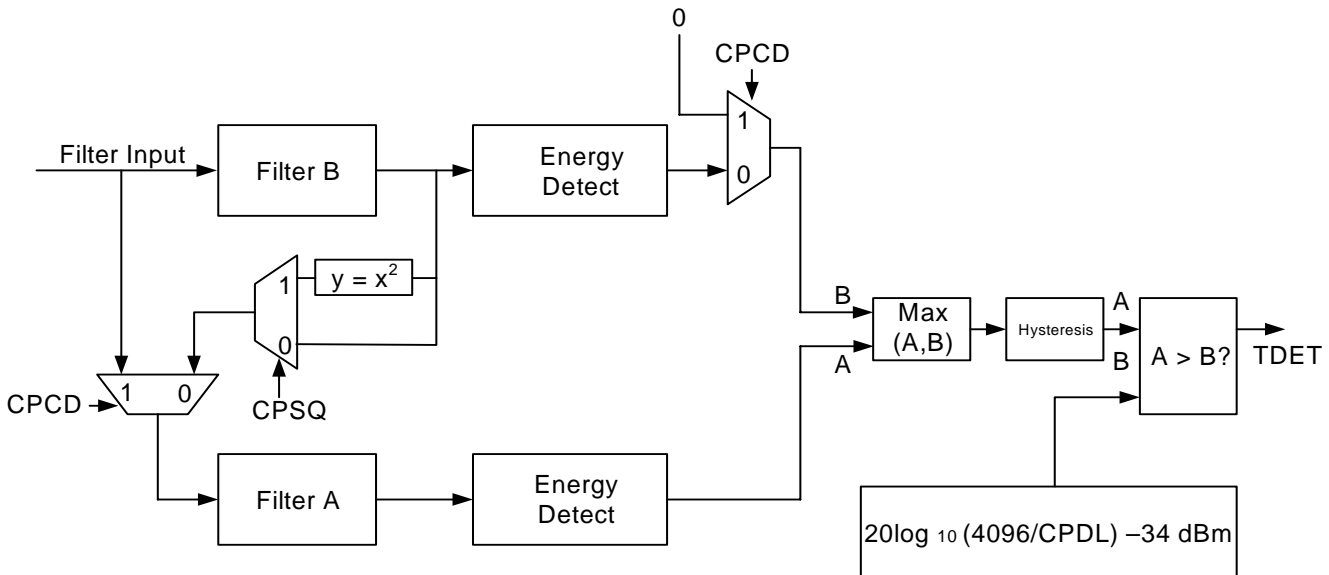 0
CPCD
1
0
Filter Input
Filter B
Energy
Detect
y = x²
1
0
CPSQ
1 0
CPCD
B
A
Max
(A,B)
Hysteresis
A
B
A > B?
TDET
Filter A
Energy
Detect
20log 10 (4096/CPDL) –34 dBm